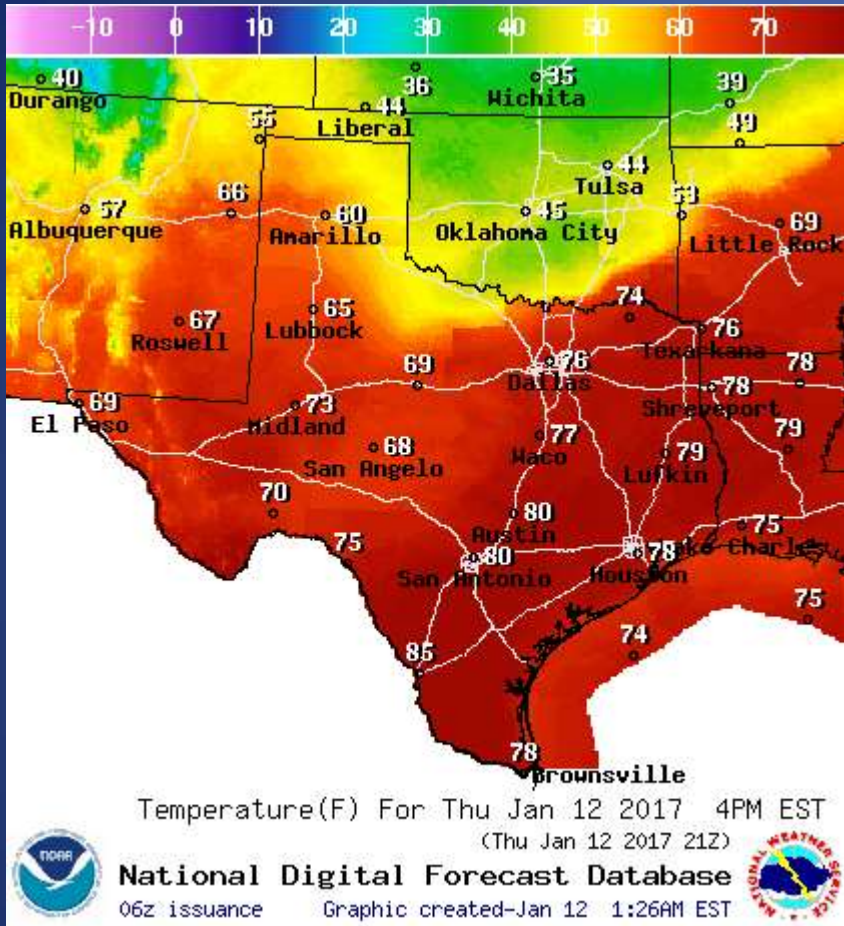 -10 0 10 20 30 40 50 60 70
40 36 35 39
Durango Wichita
44
Liberal
55 49
44
Tulsa
57 66 60 45 53 69
Albuquerque Amarillo Oklahoma City Little Rock
67 65 74 76
Roswell Lubbock Texarkana
69 76 78
Dallas
69 73 78
El Paso Midland Shreveport
68 77 79 79
San Angelo Waco Lufkin
70 80 75
Austin
75 80 78 Lake Charles
San Antonio Houston
75
85 74
78
Brownsville
Temperature(F) For Thu Jan 12 2017 4PM EST
(Thu Jan 12 2017 21Z)
NOAA
National Digital Forecast Database
06z issuance Graphic created-Jan 12 1:26AM EST
NATIONAL WEATHER SERVICE